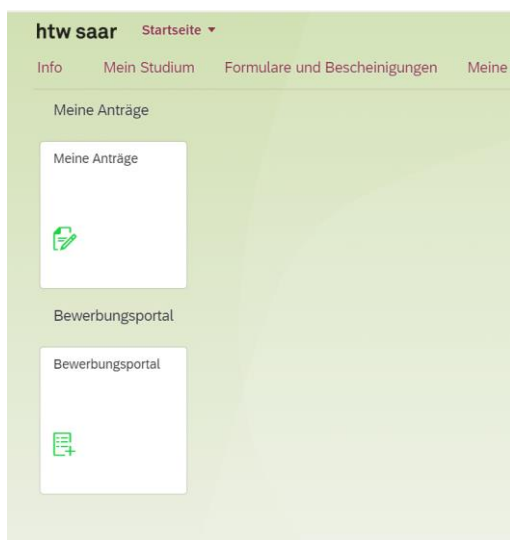 htw saar Startseite
Info Mein Studium Formulare und Bescheinigungen Meine
Meine Anträge
Meine Anträge
Bewerbungsportal
Bewerbungsportal